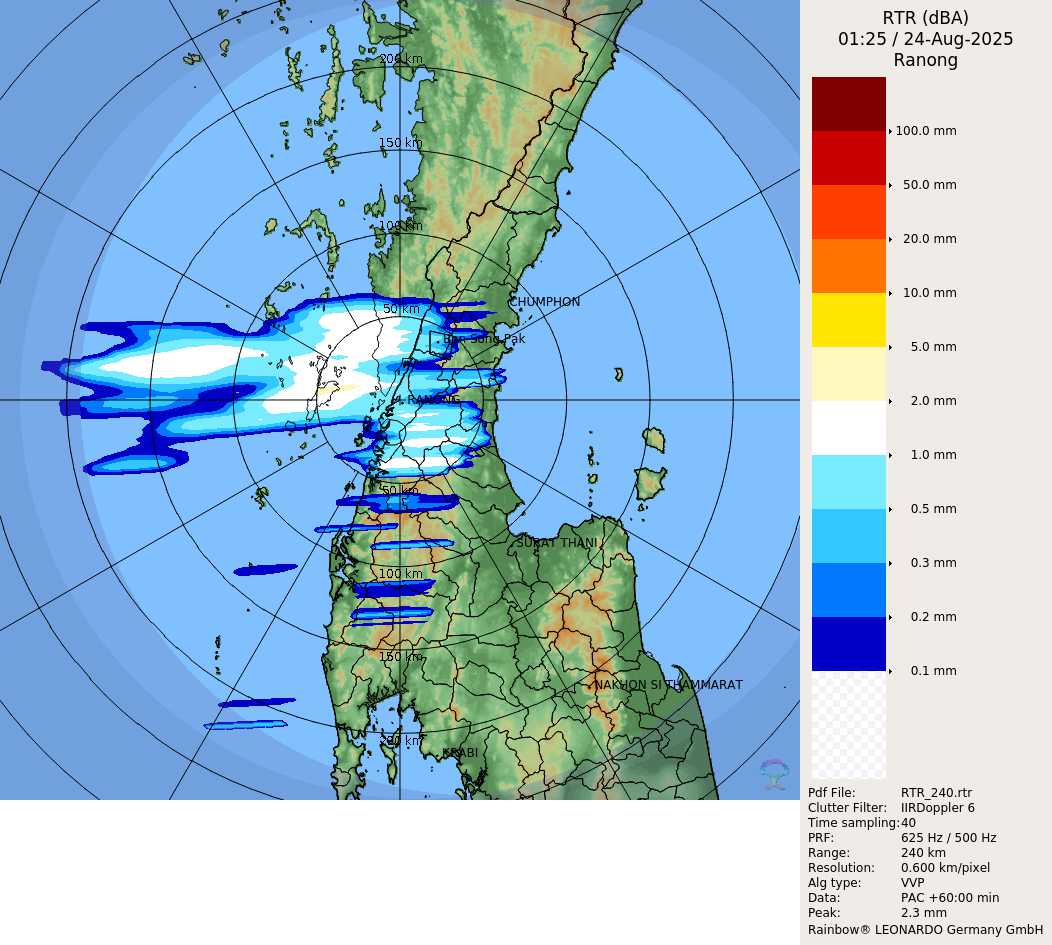 RTR (dBA)
01:25 / 24-Aug-2025
Ranong
200 km
150 km
100 km
50 km
CHUMPHON
Ban Song Pak
RANONG
50 km
SURAT THANI
100 km
150 km
NAKHON SI THAMMARAT
200 km
KRABI
100.0 mm
50.0 mm
20.0 mm
10.0 mm
5.0 mm
2.0 mm
1.0 mm
0.5 mm
0.3 mm
0.2 mm
0.1 mm
Pdf File: RTR_240.rtr
Clutter Filter: IIRDoppler 6
Time sampling:40
PRF: 625 Hz / 500 Hz
Range: 240 km
Resolution: 0.600 km/pixel
Alg type: VVP
Data: PAC +60:00 min
Peak: 2.3 mm
Rainbow® LEONARDO Germany GmbH